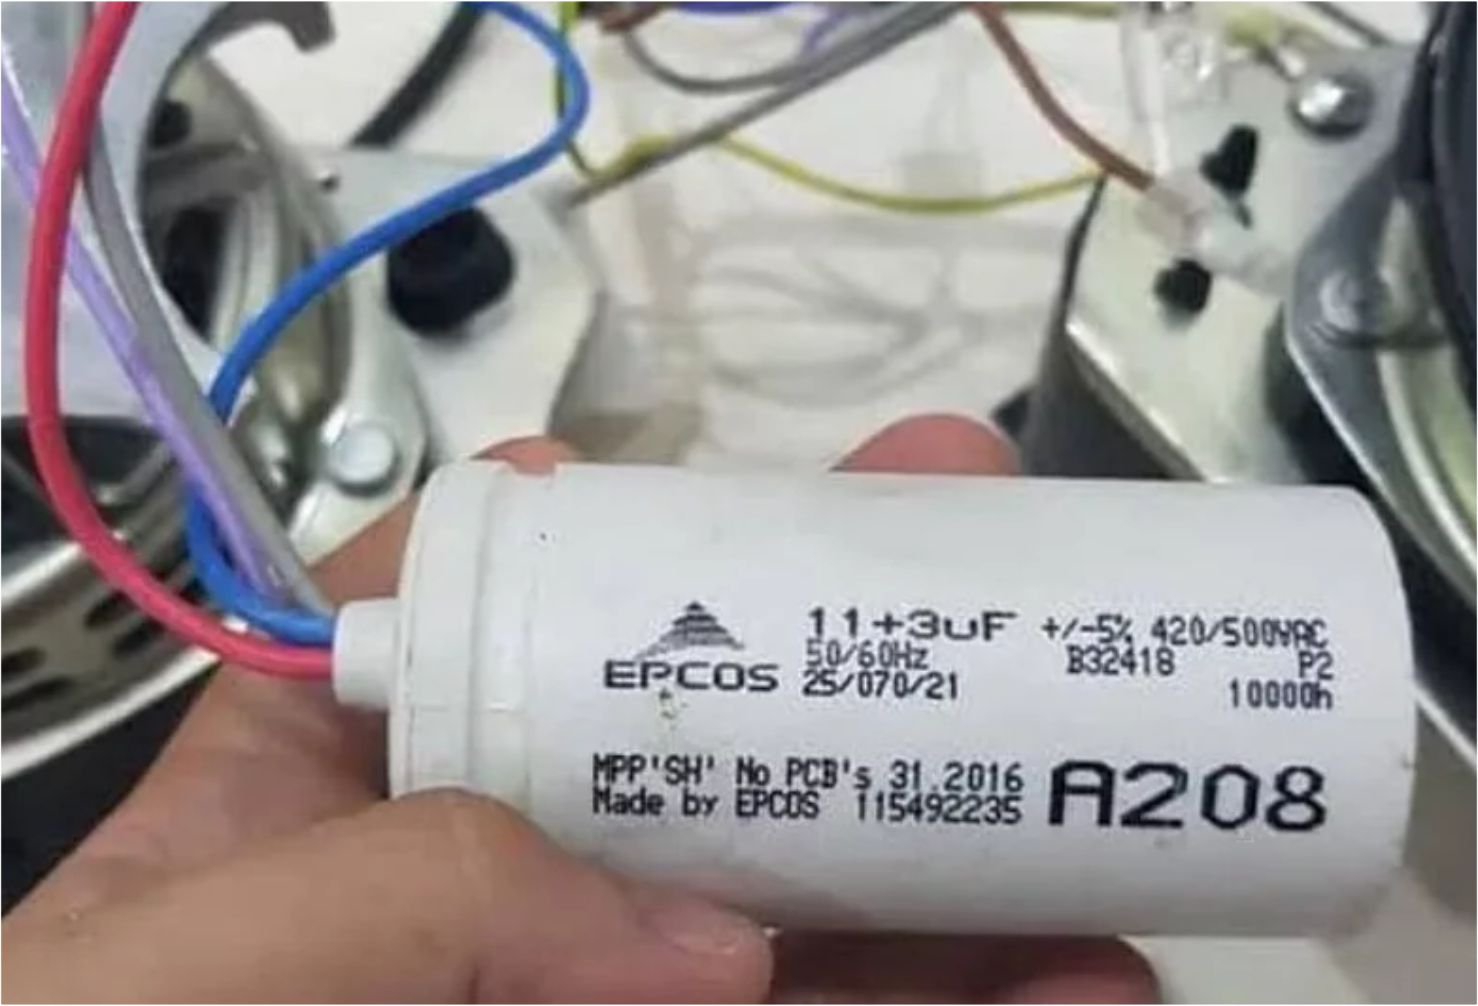 11+3uF +/-5% 420/500VAC
50/60Hz B32418 P2
EPCOS 25/070/21 10000h
MPP'SH' No PCB's 31.2016
Made by EPCOS 115492235
A208